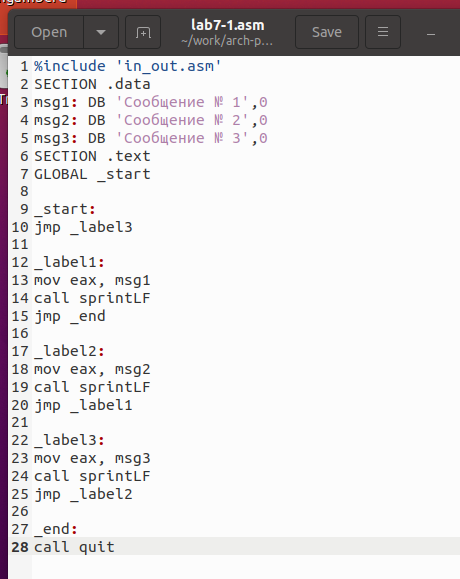 Open
lab7-1.asm
~/work/arch-p...
Save
1 %include 'in_out.asm'
2 SECTION .data
3 msg1: DB 'Сообщение № 1',0
4 msg2: DB 'Сообщение № 2',0
5 msg3: DB 'Сообщение № 3',0
6 SECTION .text
7 GLOBAL _start
8
9 _start:
10 jmp _label3
11
12 _label1:
13 mov eax, msg1
14 call sprintLF
15 jmp _end
16
17 _label2:
18 mov eax, msg2
19 call sprintLF
20 jmp _label1
21
22 _label3:
23 mov eax, msg3
24 call sprintLF
25 jmp _label2
26
27 _end:
28 call quit